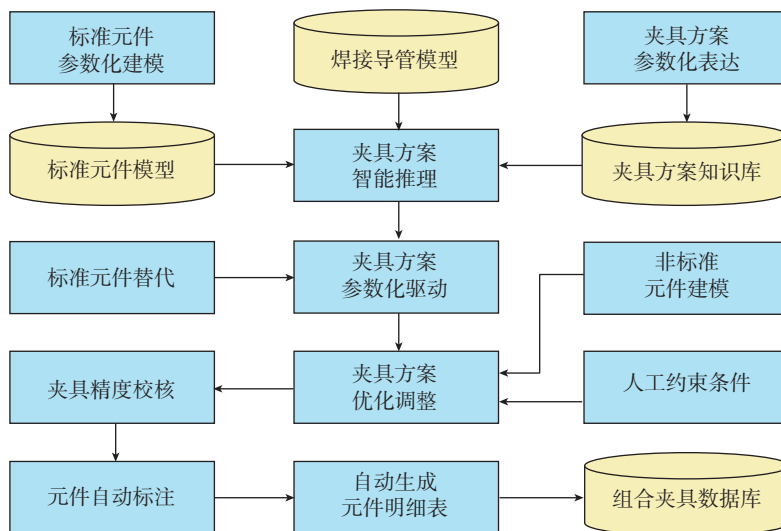 标准元件
参数化建模
焊接导管模型
夹具方案
参数化表达
标准元件模型
夹具方案
智能推理
夹具方案知识库
标准元件替代
夹具方案
参数化驱动
非标准
元件建模
夹具精度校核
夹具方案
优化调整
人工约束条件
元件自动标注
自动生成
元件明细表
组合夹具数据库